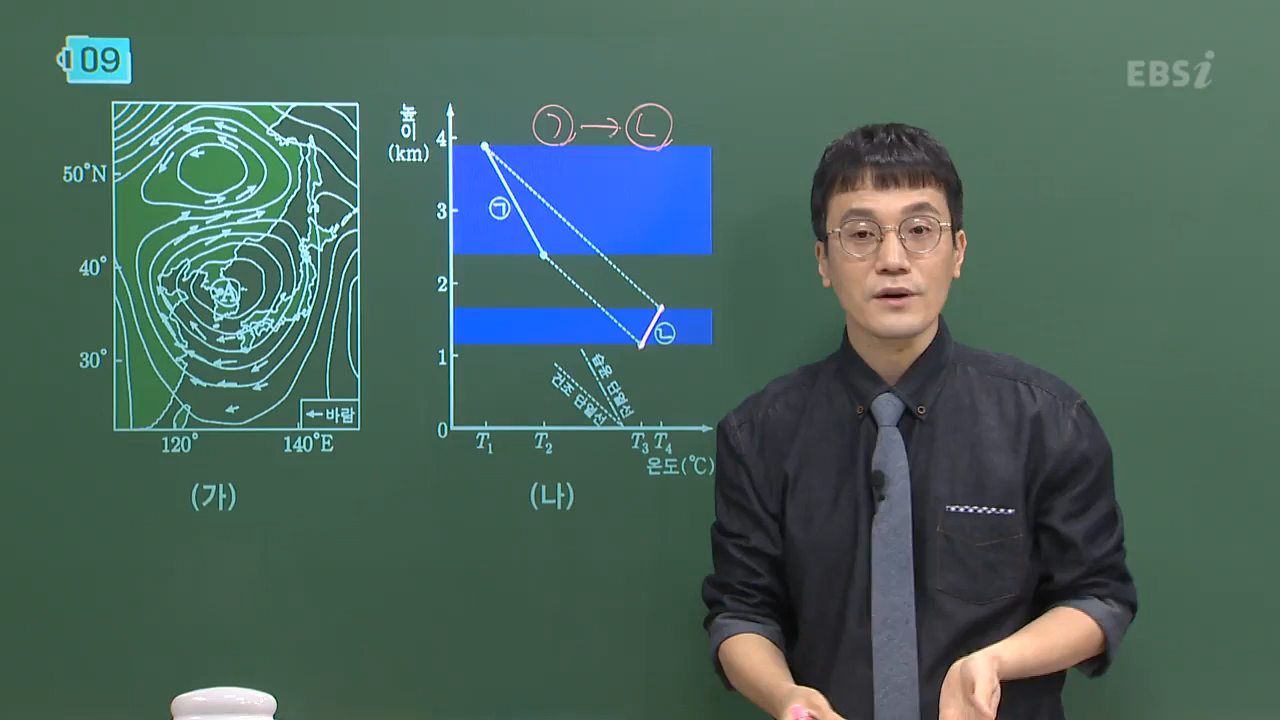 09
EBSi
50°N
40°
30°
120°
140°E
A
←바람
(가)
높이
(km)
4
3
2
1
0
㉠ → ㉡
㉠
㉡
습윤 단열선
건조 단열선
T₁
T₂
T₃
T₄
온도(℃)
(나)